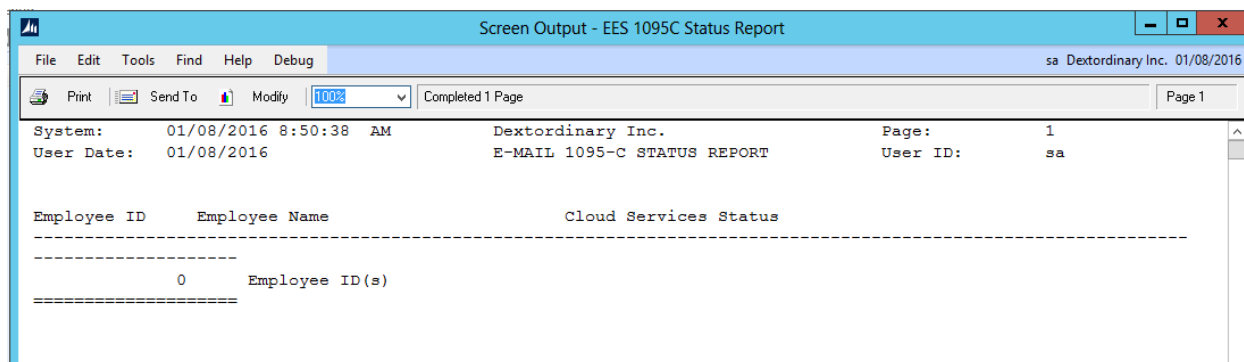 Screen Output - EES 1095C Status Report
File Edit Tools Find Help Debug sa Dextordinary Inc. 01/08/2016
Print Send To Modify 100% Completed 1 Page Page 1
System: 01/08/2016 8:50:38 AM Dextordinary Inc. Page: 1
User Date: 01/08/2016 E-MAIL 1095-C STATUS REPORT User ID: sa
Employee ID Employee Name Cloud Services Status
0 Employee ID(s)